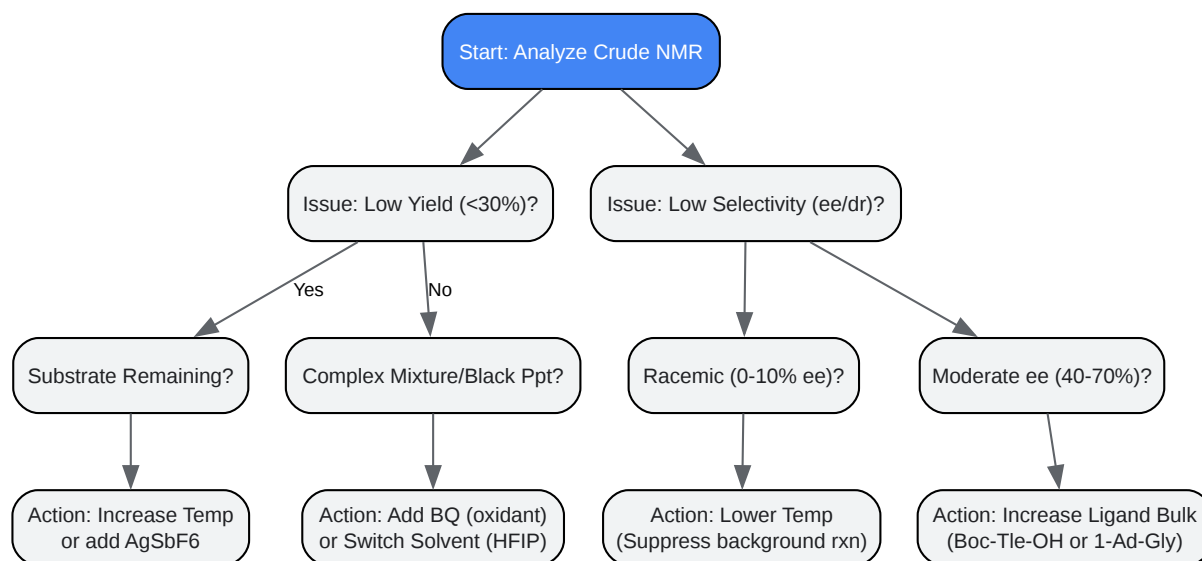 Start: Analyze Crude NMR
Issue: Low Yield (<30%)?
Issue: Low Selectivity (ee/dr)?
Yes
No
Substrate Remaining?
Complex Mixture/Black Ppt?
Racemic (0-10% ee)?
Moderate ee (40-70%)?
Action: Increase Temp
or add AgSbF6
Action: Add BQ (oxidant)
or Switch Solvent (HFIP)
Action: Lower Temp
(Suppress background rxn)
Action: Increase Ligand Bulk
(Boc-Tle-OH or 1-Ad-Gly)